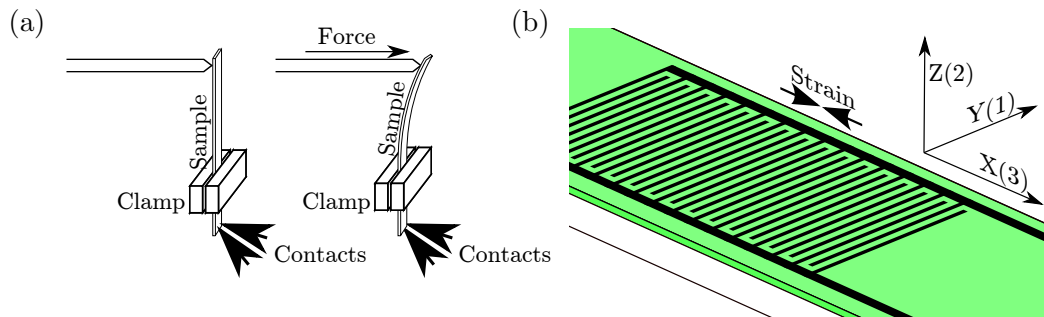 (a)
Force
Sample
Sample
Clamp
Clamp
Contacts
Contacts
(b)
Strain
Z(2)
Y(1)
X(3)